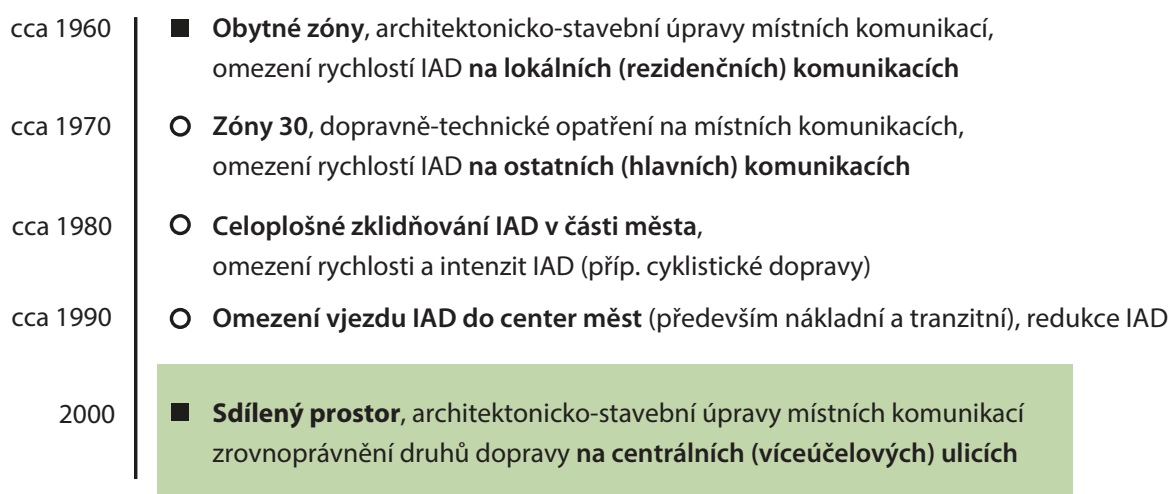 cca 1960 ■ Obytné zóny, architektonicko-stavební úpravy místních komunikací,
omezení rychlostí IAD na lokálních (rezidenčních) komunikacích
cca 1970 Zóny 30, dopravně-technické opatření na místních komunikacích,
omezení rychlostí IAD na ostatních (hlavních) komunikacích
cca 1980 Celoplošné zklidňování IAD v části města,
omezení rychlosti a intenzit IAD (příp. cyklistické dopravy)
cca 1990 Omezení vjezdu IAD do center měst (především nákladní a tranzitní), redukce IAD
2000 ■ Sdílený prostor, architektonicko-stavební úpravy místních komunikací
zrovnoprávnění druhů dopravy na centrálních (víceúčelových) ulicích